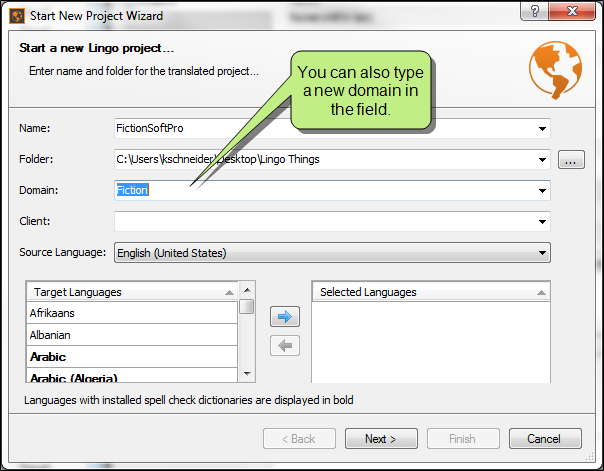 Start New Project Wizard
Start a new Lingo project...
Enter name and folder for the translated project...
You can also type
a new domain in
the field.
Name: FictionSoftPro
Folder: C:\Users\kschneider\Desktop\Lingo Things
...
Domain: Fiction
Client:
Source Language: English (United States)
Target Languages Selected Languages
Afrikaans
Albanian
Arabic
Arabic (Algeria)
Languages with installed spell check dictionaries are displayed in bold
< Back Next > Finish Cancel